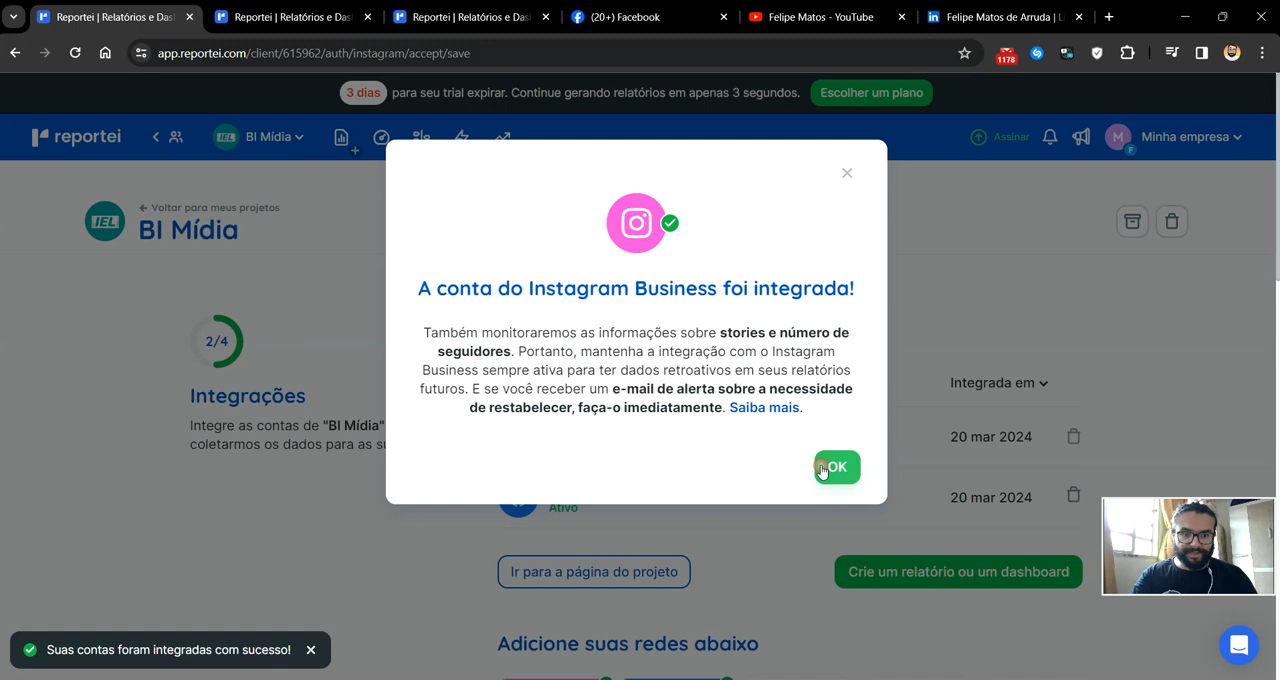 Reportei | Relatórios e Das
Reportei | Relatórios e Das
Reportei | Relatórios e Das
(20+) Facebook
Felipe Matos - YouTube
Felipe Matos de Arruda | L
app.reportei.com/client/615962/auth/instagram/accept/save
1178
3 dias para seu trial expirar. Continue gerando relatórios em apenas 3 segundos. Escolher um plano
reportei
IEL BI Mídia
Assinar
M
F
Minha empresa
IEL
Voltar para meus projetos
BI Mídia
A conta do Instagram Business foi integrada!
Também monitoraremos as informações sobre stories e número de
seguidores. Portanto, mantenha a integração com o Instagram
Business sempre ativa para ter dados retroativos em seus relatórios
futuros. E se você receber um e-mail de alerta sobre a necessidade
de restabelecer, faça-o imediatamente. Saiba mais.
OK
2/4
Integrações
Integre as contas de "BI Mídia"
coletarmos os dados para as su
Integrada em
20 mar 2024
20 mar 2024
Ativo
Ir para a página do projeto
Crie um relatório ou um dashboard
Adicione suas redes abaixo
Suas contas foram integradas com sucesso!